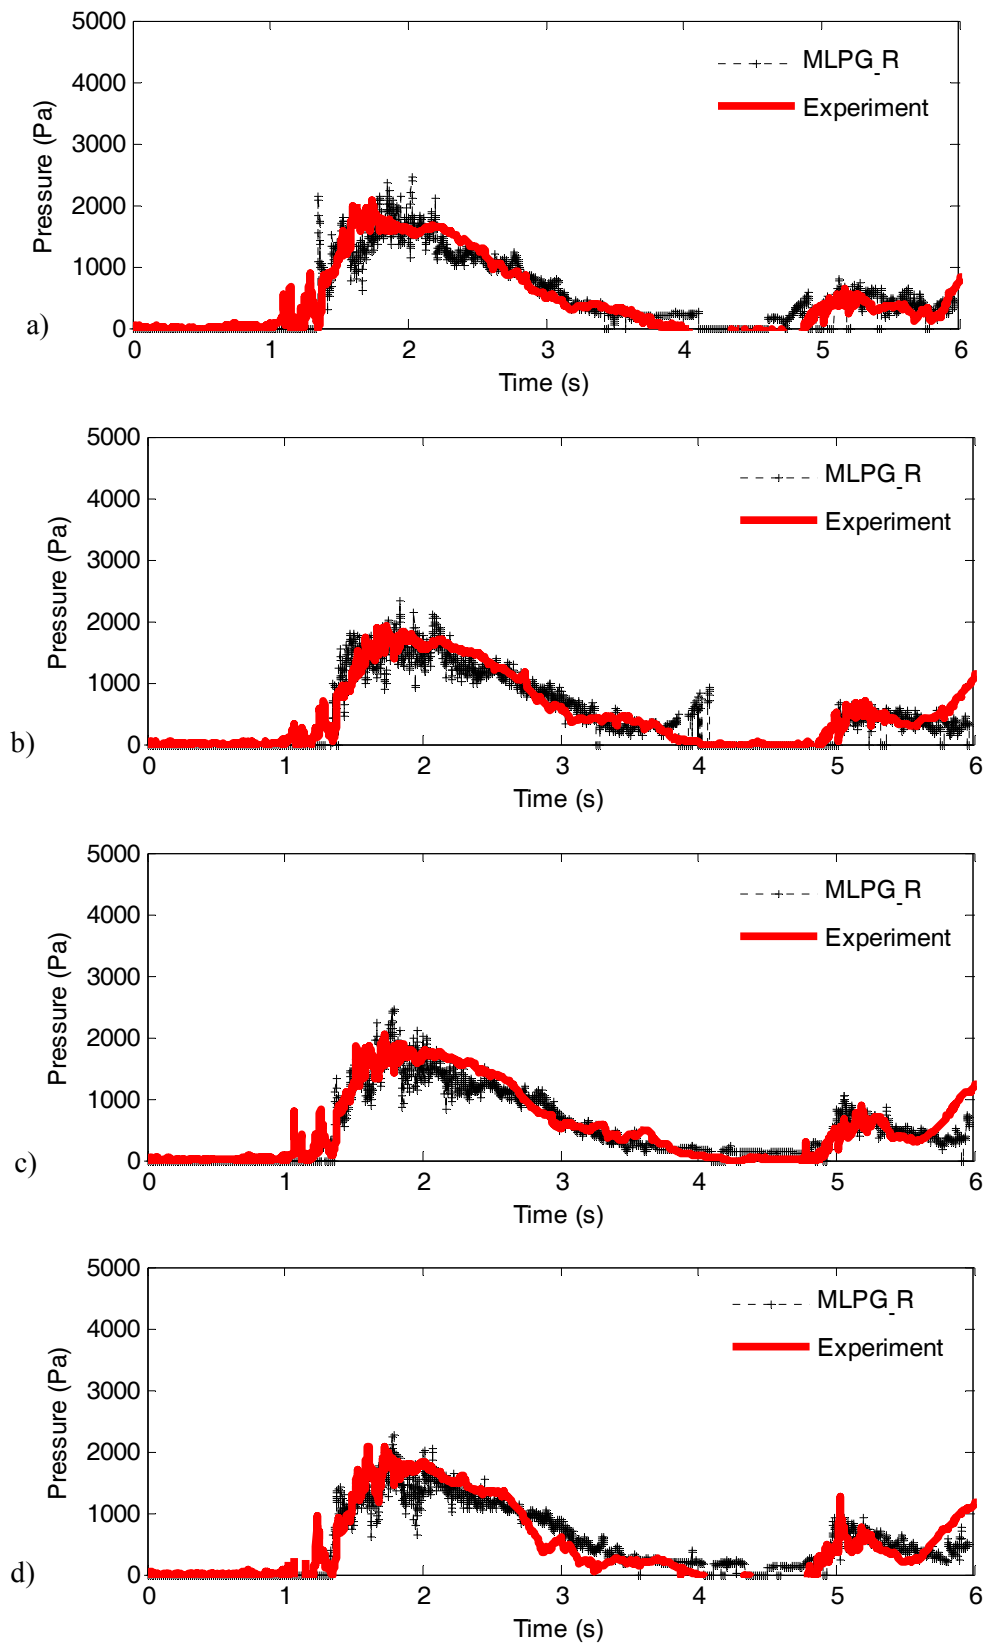 5000
MLPG_R
4000
Experiment
3000
Pressure (Pa)
2000
1000
a)
0
0 1 2 3 4 5 6
Time (s)
5000
MLPG_R
4000
Experiment
3000
Pressure (Pa)
2000
1000
b)
0
0 1 2 3 4 5 6
Time (s)
5000
MLPG_R
4000
Experiment
3000
Pressure (Pa)
2000
1000
c)
0
0 1 2 3 4 5 6
Time (s)
5000
MLPG_R
4000
Experiment
3000
Pressure (Pa)
2000
1000
d)
0
0 1 2 3 4 5 6
Time (s)